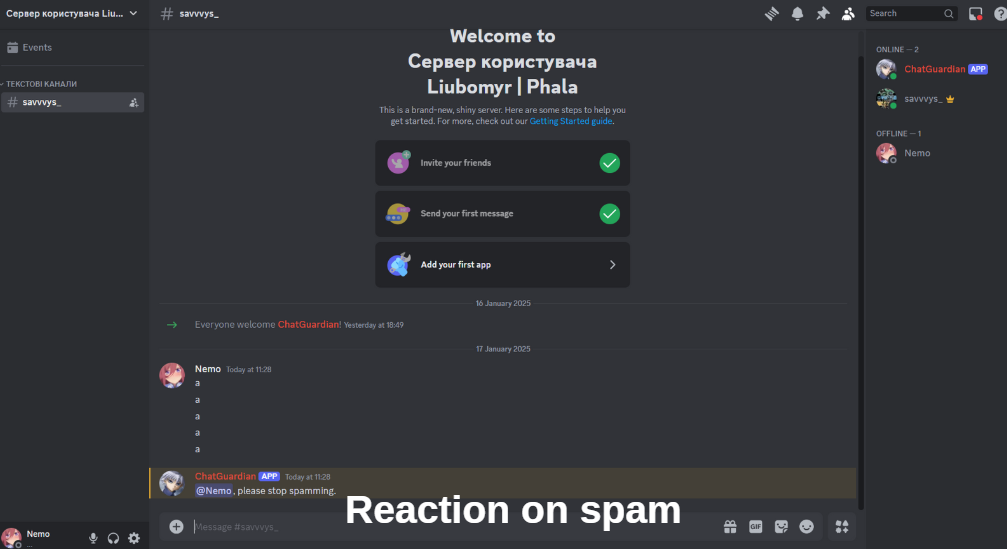 Сервер користувача Liu...
Events
ТЕКСТОВІ КАНАЛИ
savvvys_
Nemo
savvvys_
Search
Welcome to
Сервер користувача
Liubomyr | Phala
This is a brand-new, shiny server. Here are some steps to help you
get started. For more, check out our Getting Started guide.
Invite your friends
Send your first message
Add your first app
16 January 2025
Everyone welcome ChatGuardian! Yesterday at 18:49
17 January 2025
Nemo Today at 11:28
a
a
a
a
a
ChatGuardian APP Today at 11:28
@Nemo, please stop spamming.
Reaction on spam
Message #savvvys_
GIF
ONLINE — 2
ChatGuardian APP
savvvys_
OFFLINE — 1
Nemo